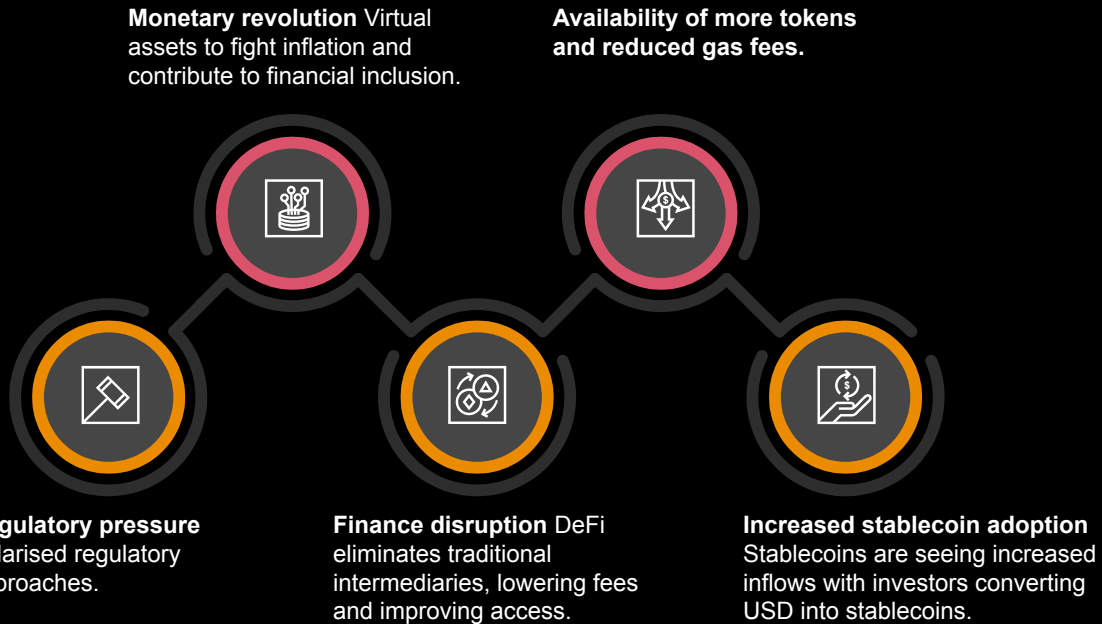 Monetary revolution Virtual
assets to fight inflation and
contribute to financial inclusion.
Availability of more tokens
and reduced gas fees.
gulatory pressure
larised regulatory
proaches.
Finance disruption DeFi
eliminates traditional
intermediaries, lowering fees
and improving access.
Increased stablecoin adoption
Stablecoins are seeing increased
inflows with investors converting
USD into stablecoins.